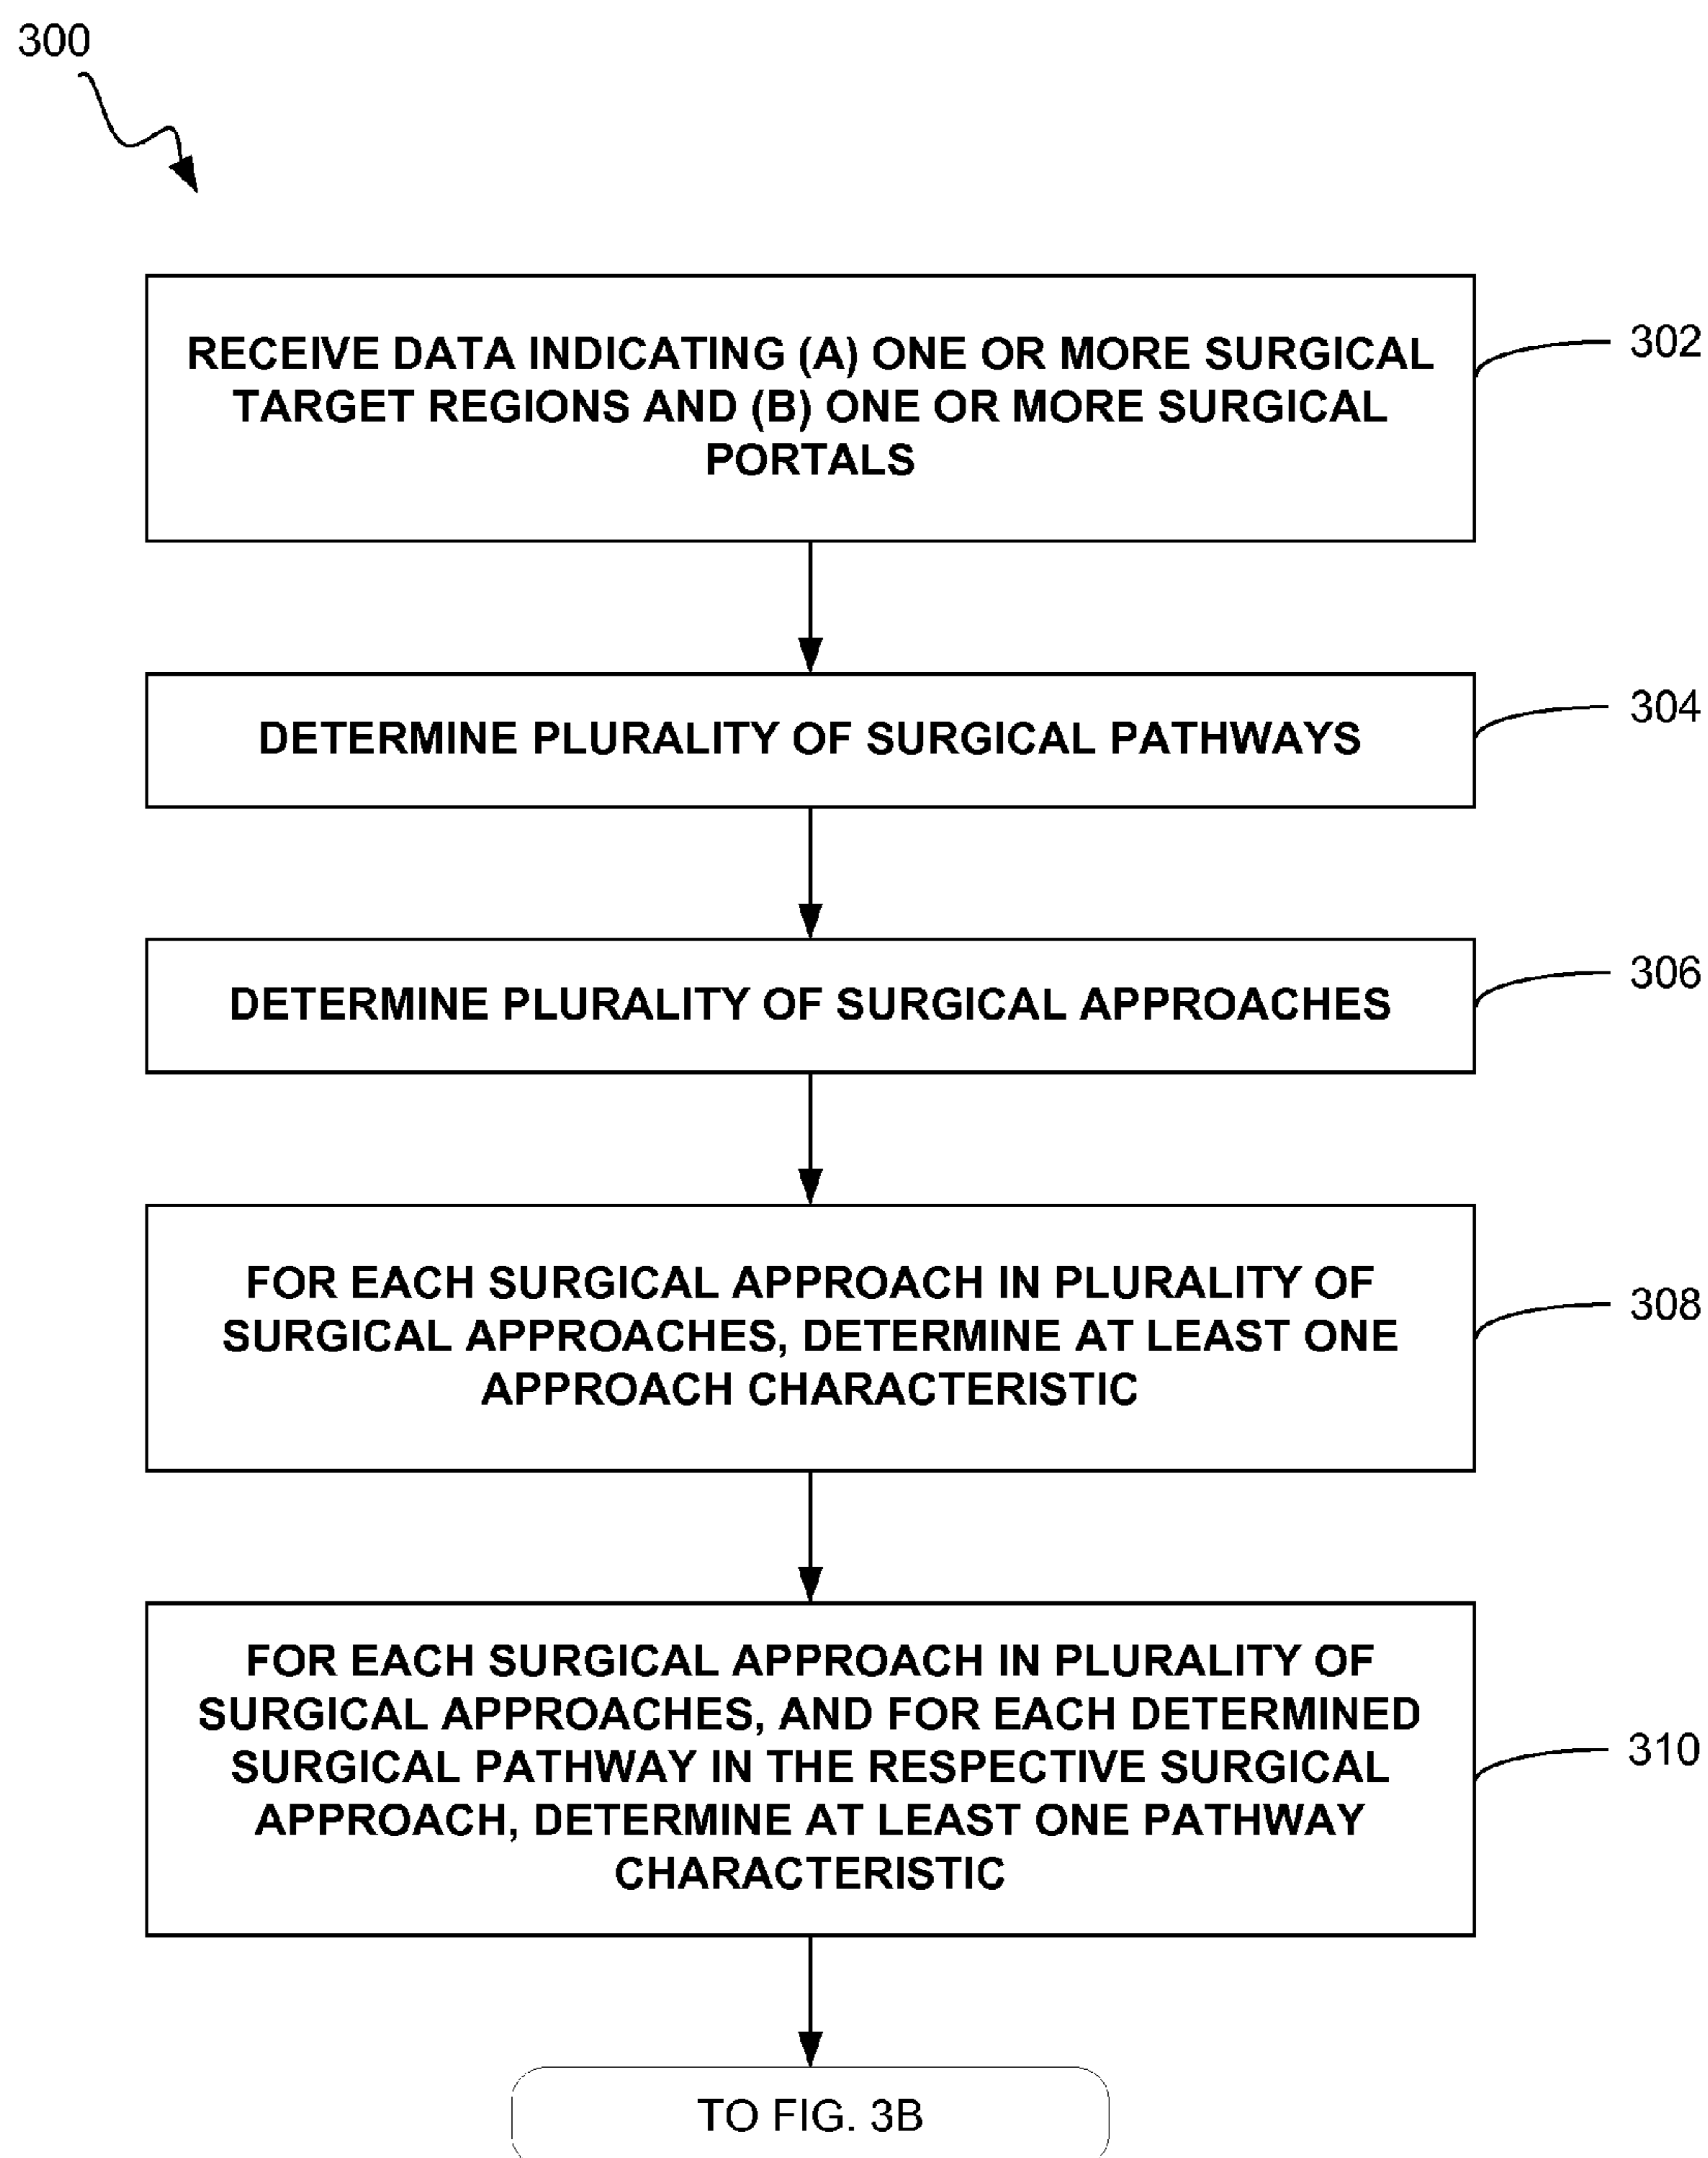 300
RECEIVE DATA INDICATING (A) ONE OR MORE SURGICAL
TARGET REGIONS AND (B) ONE OR MORE SURGICAL
PORTALS
302
DETERMINE PLURALITY OF SURGICAL PATHWAYS
304
DETERMINE PLURALITY OF SURGICAL APPROACHES
306
FOR EACH SURGICAL APPROACH IN PLURALITY OF
SURGICAL APPROACHES, DETERMINE AT LEAST ONE
APPROACH CHARACTERISTIC
308
FOR EACH SURGICAL APPROACH IN PLURALITY OF
SURGICAL APPROACHES, AND FOR EACH DETERMINED
SURGICAL PATHWAY IN THE RESPECTIVE SURGICAL
APPROACH, DETERMINE AT LEAST ONE PATHWAY
CHARACTERISTIC
310
TO FIG. 3B